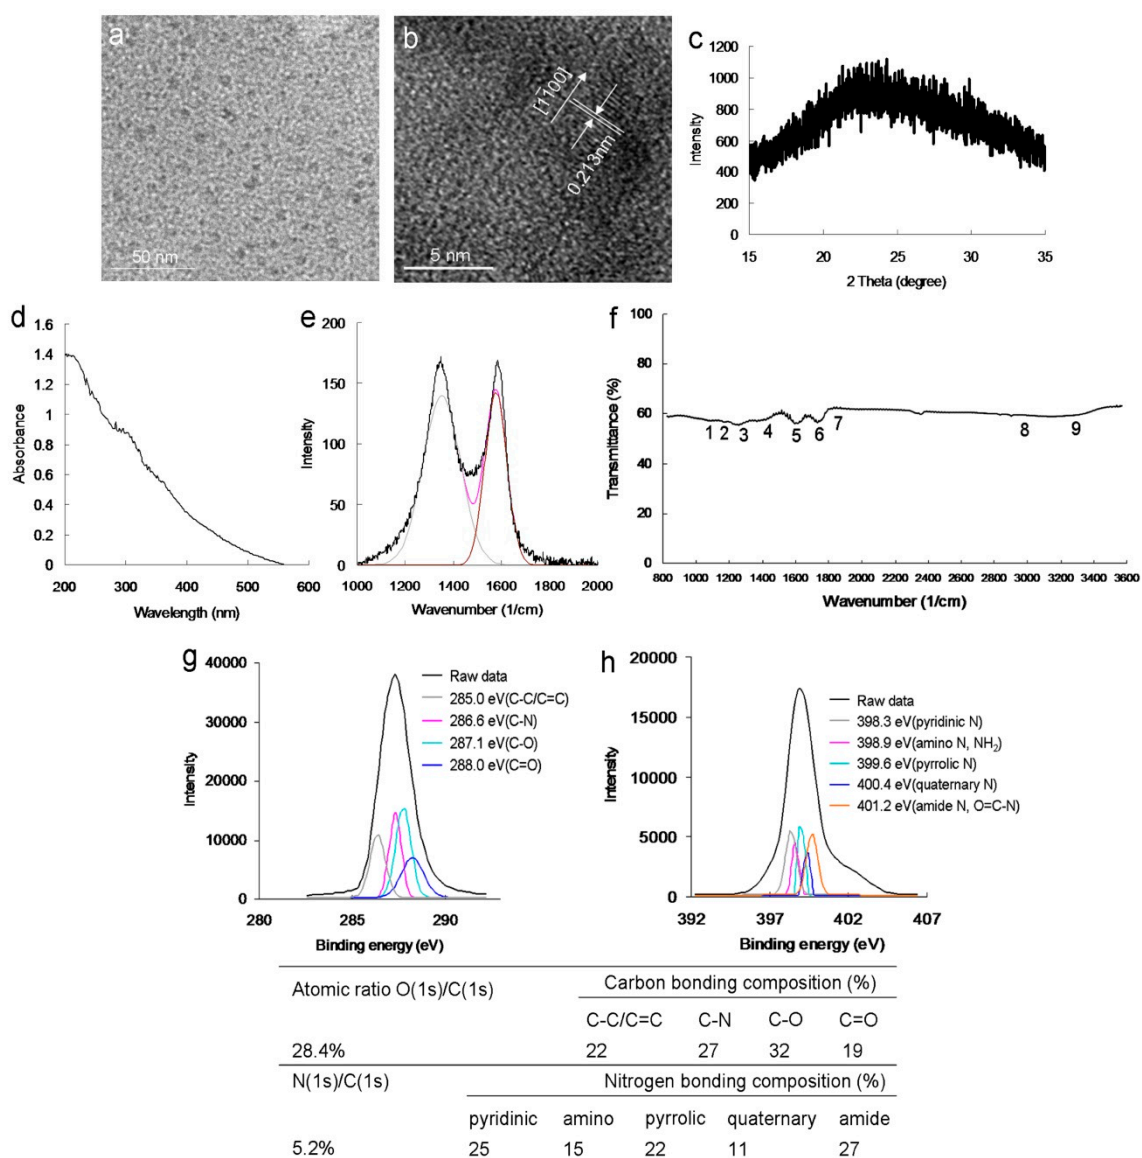 a
50 nm
b
[1̄100]
0.213nm
5 nm
c
1200
1000
800
600
400
200
0
Intensity
15 20 25 30 35
2 Theta (degree)
d
1.6
1.4
1.2
1
0.8
0.6
0.4
0.2
0
Absorbance
200 300 400 500 600
Wavelength (nm)
e
200
150
100
50
0
Intensity
1000 1200 1400 1600 1800 2000
Wavenumber (1/cm)
f
100
80
60
40
20
0
Transmittance (%)
1 2 3 4 5 6 7 8 9
800 1000 1200 1400 1600 1800 2000 2200 2400 2600 2800 3000 3200 3400 3600
Wavenumber (1/cm)
g
40000
30000
20000
10000
0
Intensity
Raw data
285.0 eV(C-C/C=C)
286.6 eV(C-N)
287.1 eV(C-O)
288.0 eV(C=O)
280 285 290
Binding energy (eV)
h
20000
15000
10000
5000
0
Intensity
Raw data
398.3 eV(pyridinic N)
398.9 eV(amino N, NH₂)
399.6 eV(pyrrolic N)
400.4 eV(quaternary N)
401.2 eV(amide N, O=C-N)
392 397 402 407
Binding energy (eV)
Atomic ratio O(1s)/C(1s) Carbon bonding composition (%)
C-C/C=C C-N C-O C=O
28.4% 22 27 32 19
N(1s)/C(1s) Nitrogen bonding composition (%)
pyridinic amino pyrrolic quaternary amide
5.2% 25 15 22 11 27